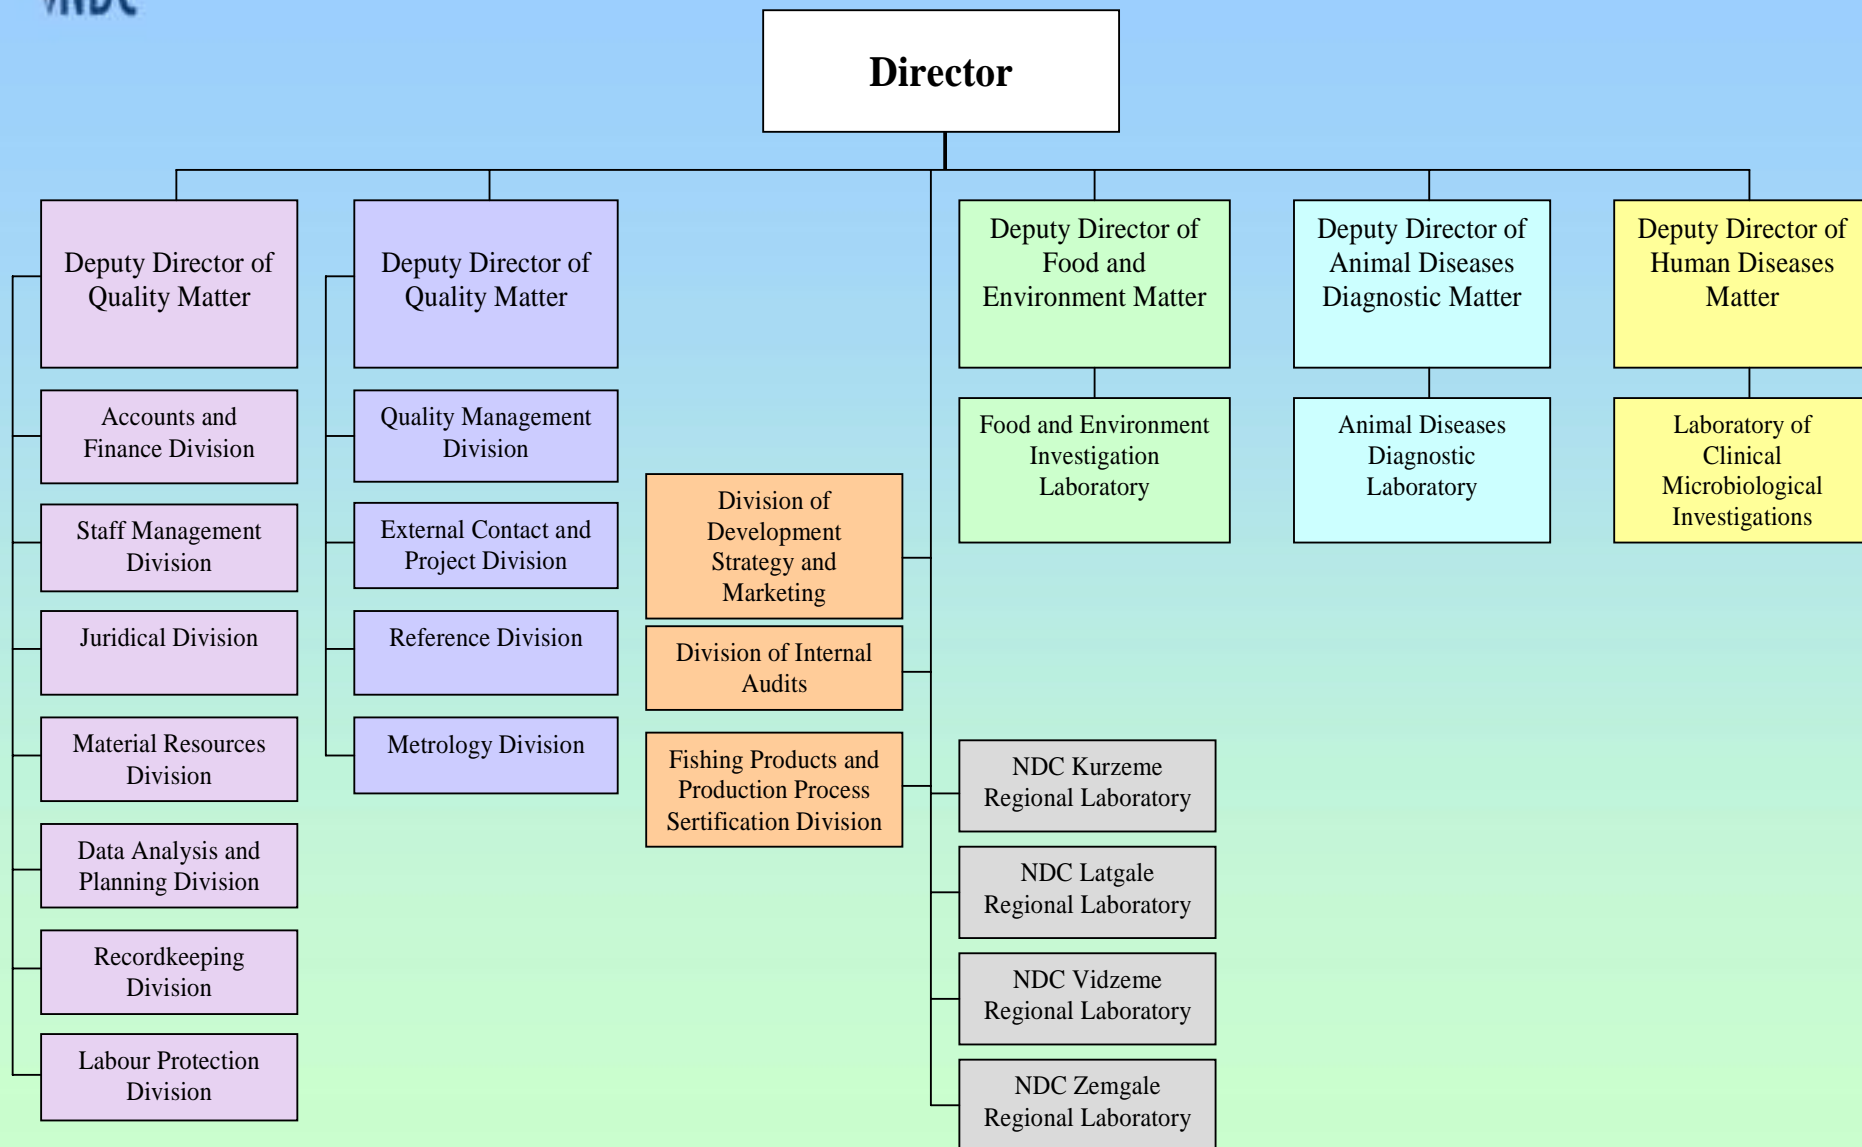 NDC
Director
Deputy Director of
Quality Matter
Deputy Director of
Quality Matter
Deputy Director of
Food and
Environment Matter
Deputy Director of
Animal Diseases
Diagnostic Matter
Deputy Director of
Human Diseases
Matter
Accounts and
Finance Division
Staff Management
Division
Juridical Division
Material Resources
Division
Data Analysis and
Planning Division
Recordkeeping
Division
Labour Protection
Division
Quality Management
Division
External Contact and
Project Division
Reference Division
Metrology Division
Division of
Development
Strategy and
Marketing
Division of Internal
Audits
Fishing Products and
Production Process
Sertification Division
Food and Environment
Investigation
Laboratory
Animal Diseases
Diagnostic
Laboratory
Laboratory of
Clinical
Microbiological
Investigations
NDC Kurzeme
Regional Laboratory
NDC Latgale
Regional Laboratory
NDC Vidzeme
Regional Laboratory
NDC Zemgale
Regional Laboratory